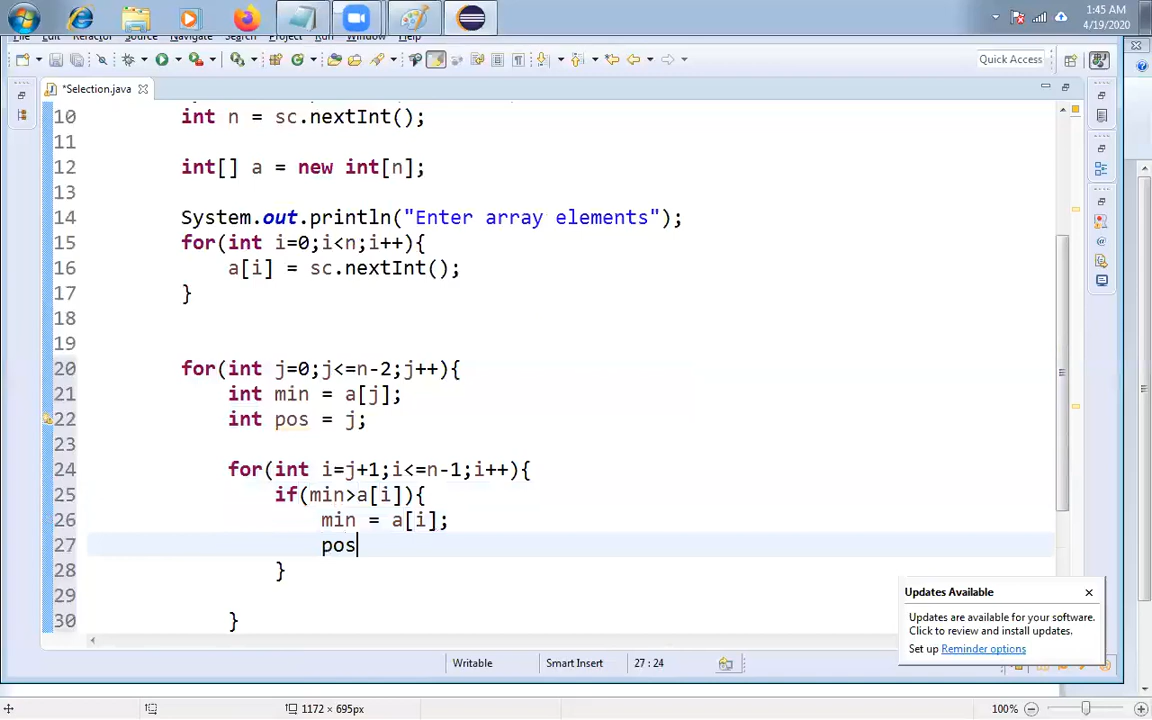 1:45 AM
4/19/2020
Refactor Source Navigate Search Project Run Window Help
Quick Access
*Selection.java
10 int n = sc.nextInt();
11
12 int[] a = new int[n];
13
14 System.out.println("Enter array elements");
15 for(int i=0;i<n;i++){
16 a[i] = sc.nextInt();
17 }
18
19
20 for(int j=0;j<=n-2;j++){
21 int min = a[j];
22 int pos = j;
23
24 for(int i=j+1;i<=n-1;i++){
25 if(min>a[i]){
26 min = a[i];
27 pos
28 }
29
30 }
Updates Available
Updates are available for your software.
Click to review and install updates.
Set up Reminder options
Writable Smart Insert 27 : 24
1172 × 695px 100%